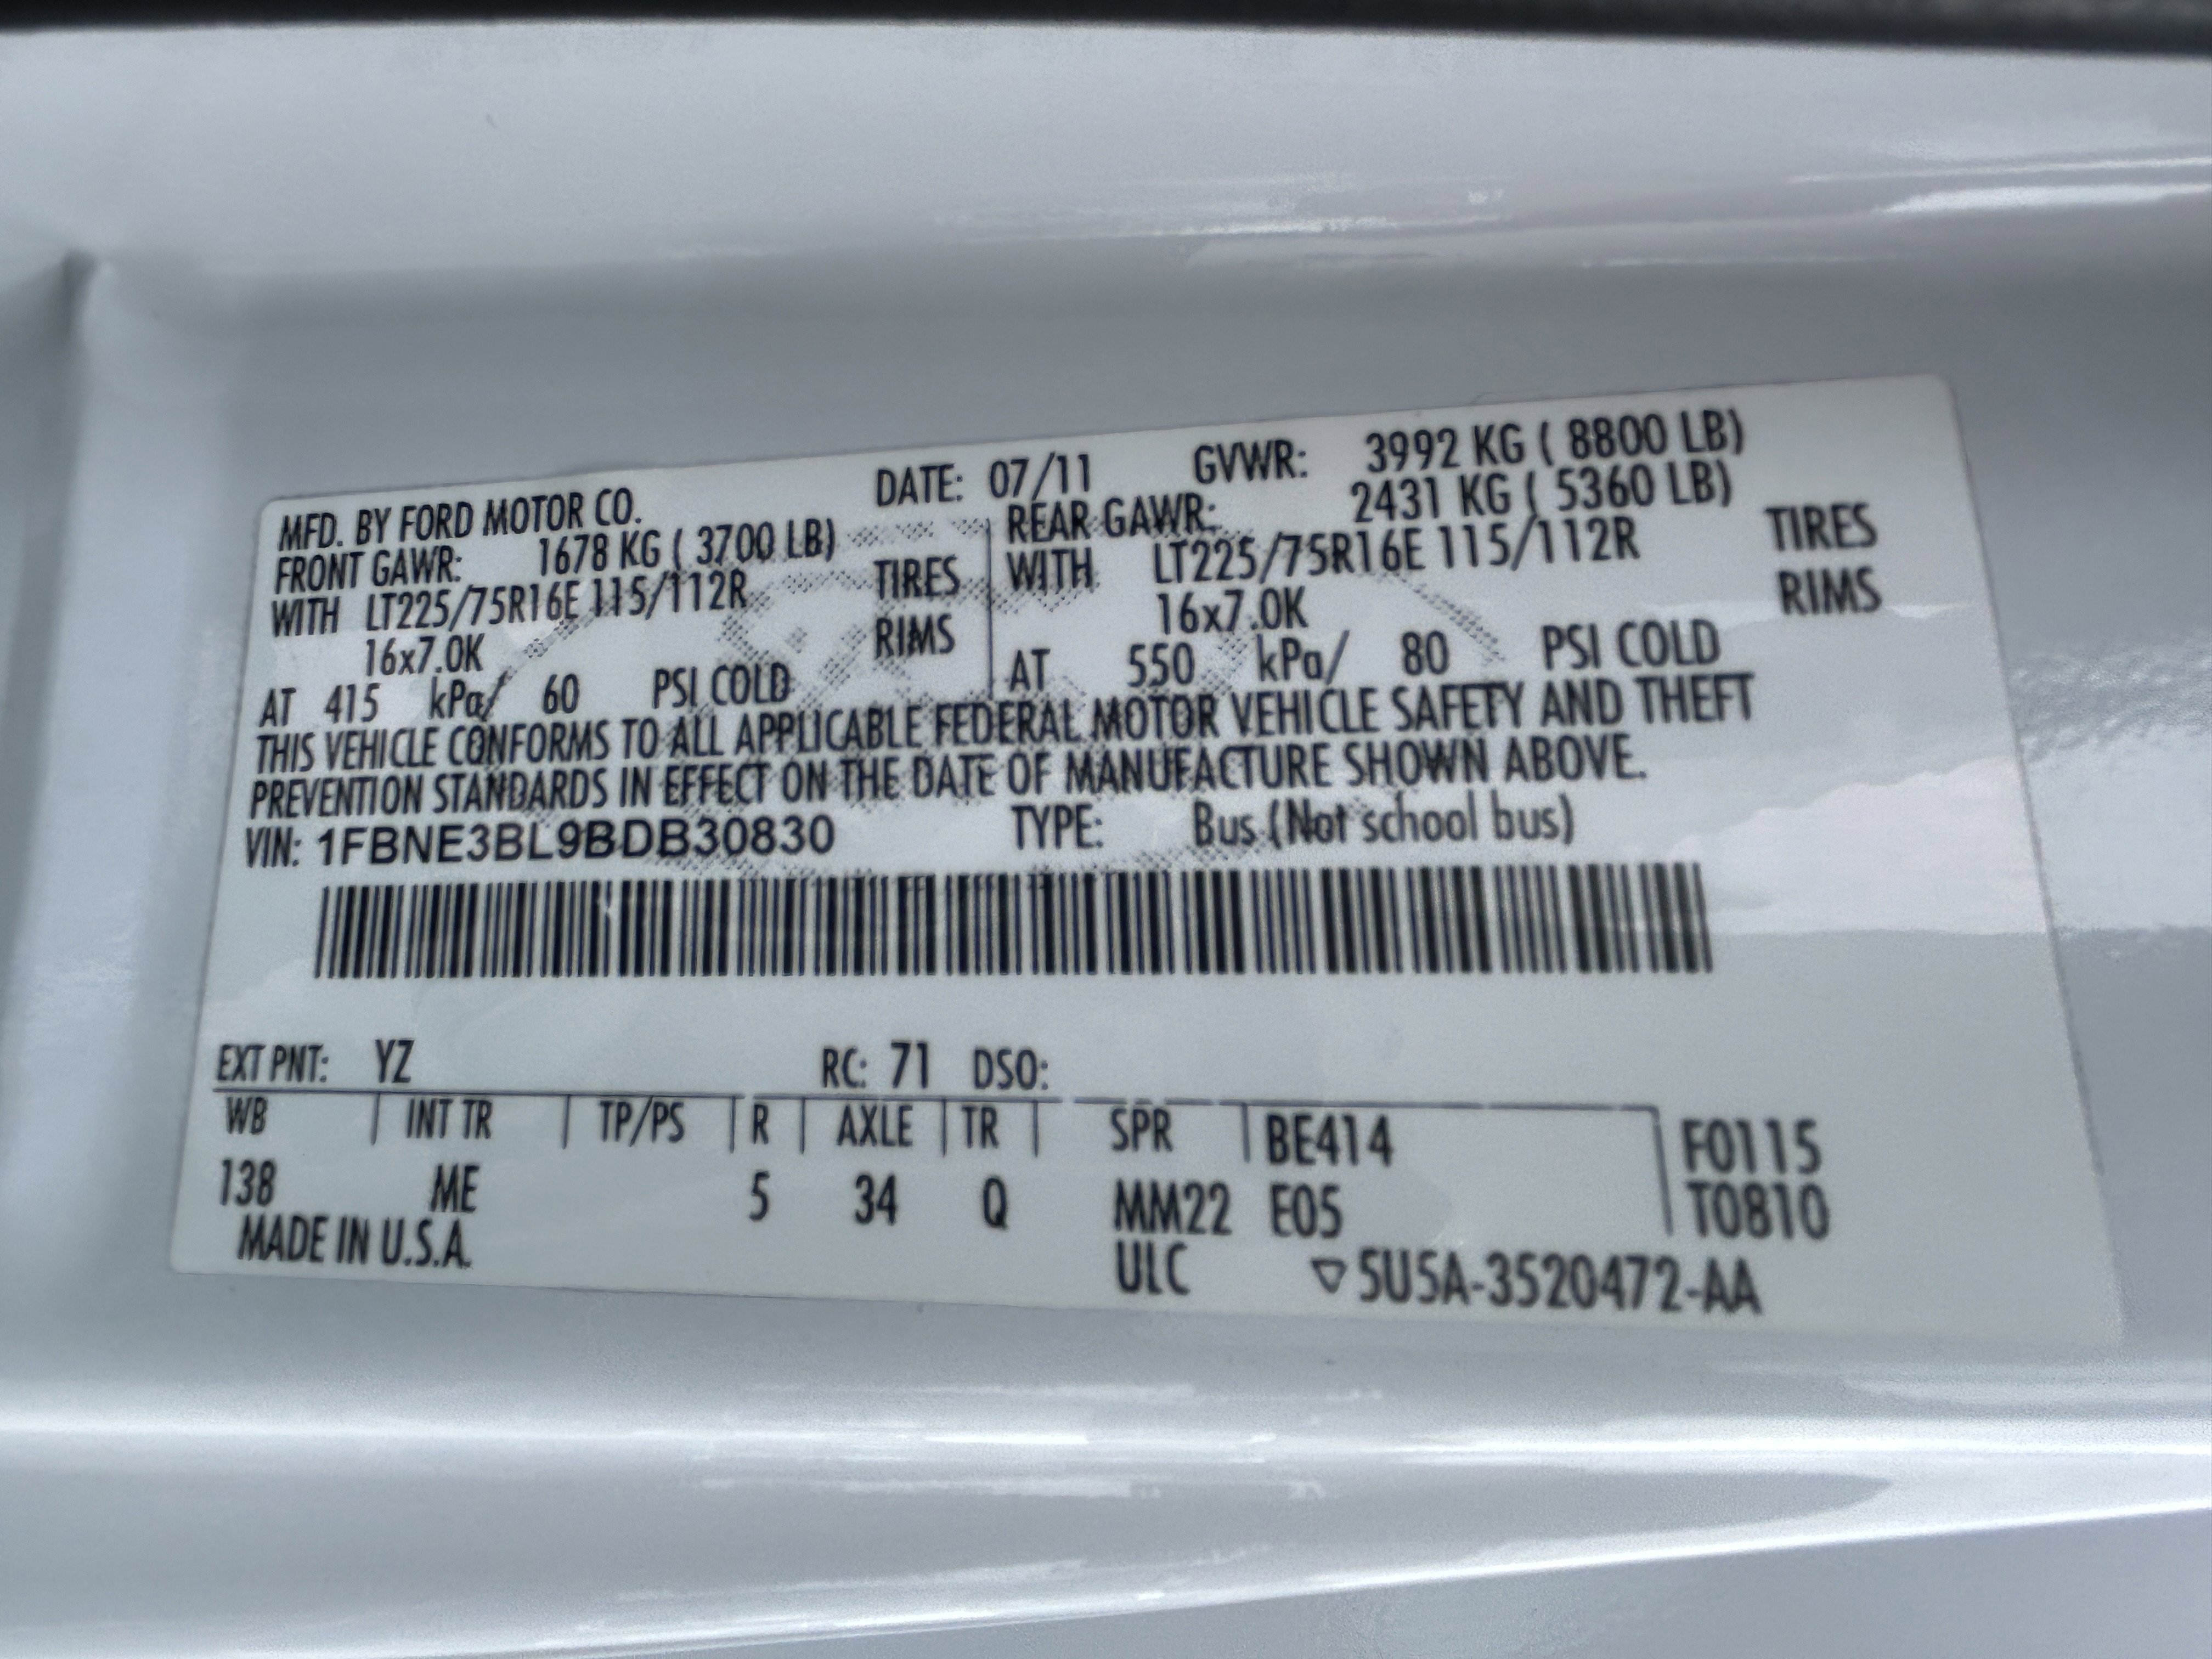 MFD. BY FORD MOTOR CO. DATE: 07/11 GVWR: 3992 KG ( 8800 LB)
FRONT GAWR: 1678 KG ( 3700 LB) REAR GAWR: 2431 KG ( 5360 LB)
WITH LT225/75R16E 115/112R TIRES WITH LT225/75R16E 115/112R TIRES
16x7.0K RIMS 16x7.0K RIMS
AT 415 kPa/ 60 PSI COLD AT 550 kPa/ 80 PSI COLD
THIS VEHICLE CONFORMS TO ALL APPLICABLE FEDERAL MOTOR VEHICLE SAFETY AND THEFT
PREVENTION STANDARDS IN EFFECT ON THE DATE OF MANUFACTURE SHOWN ABOVE.
VIN: 1FBNE3BL9BDB30830 TYPE: Bus (Not school bus)
EXT PNT: YZ RC: 71 DSO:
WB INT TR TP/PS R AXLE TR SPR BE414 F0115
138 ME 5 34 Q MM22 E05 T0810
MADE IN U.S.A. ULC ▽5U5A-3520472-AA